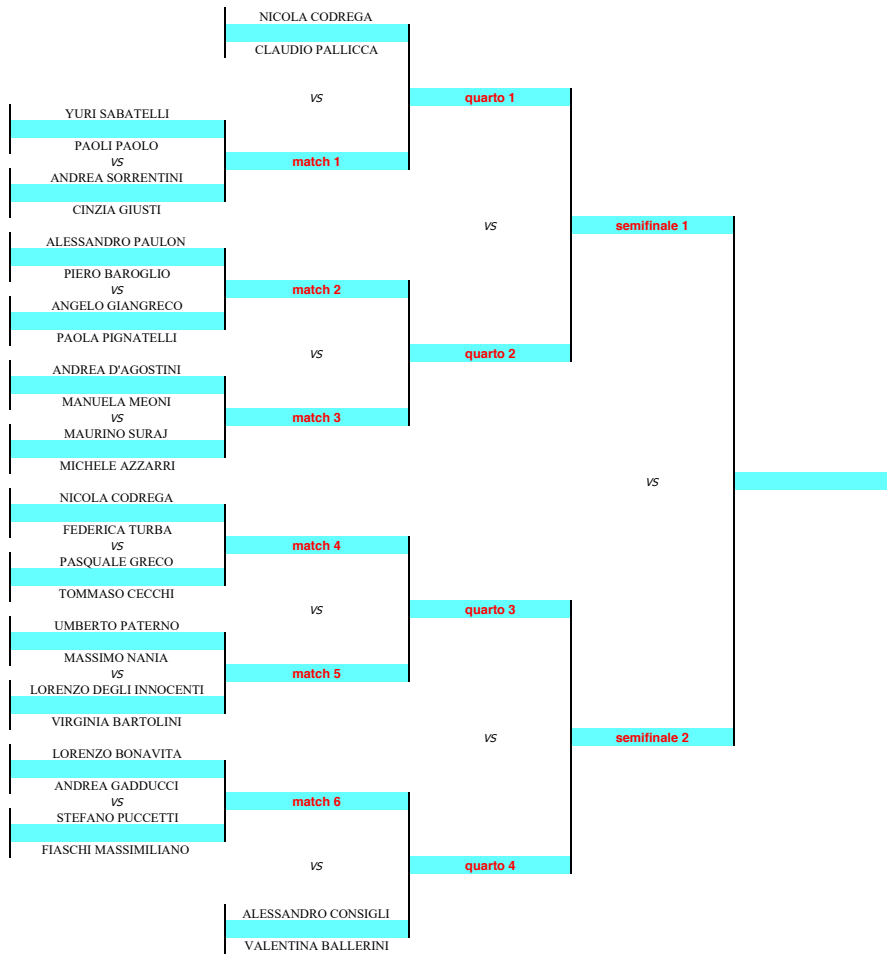 NICOLA CODREGA
CLAUDIO PALLICCA
VS
quarto 1
YURI SABATELLI
PAOLI PAOLO
VS
match 1
ANDREA SORRENTINI
CINZIA GIUSTI
VS
semifinale 1
ALESSANDRO PAULON
PIERO BAROGLIO
VS
match 2
ANGELO GIANGRECO
PAOLA PIGNATELLI
VS
quarto 2
ANDREA D'AGOSTINI
MANUELA MEONI
VS
match 3
MAURINO SURAJ
MICHELE AZZARRI
VS
NICOLA CODREGA
FEDERICA TURBA
VS
match 4
PASQUALE GRECO
TOMMASO CECCHI
VS
quarto 3
UMBERTO PATERNO
MASSIMO NANIA
VS
match 5
LORENZO DEGLI INNOCENTI
VIRGINIA BARTOLINI
VS
semifinale 2
LORENZO BONAVITA
ANDREA GADDUCCI
VS
match 6
STEFANO PUCCETTI
FIASCHI MASSIMILIANO
VS
quarto 4
ALESSANDRO CONSIGLI
VALENTINA BALLERINI